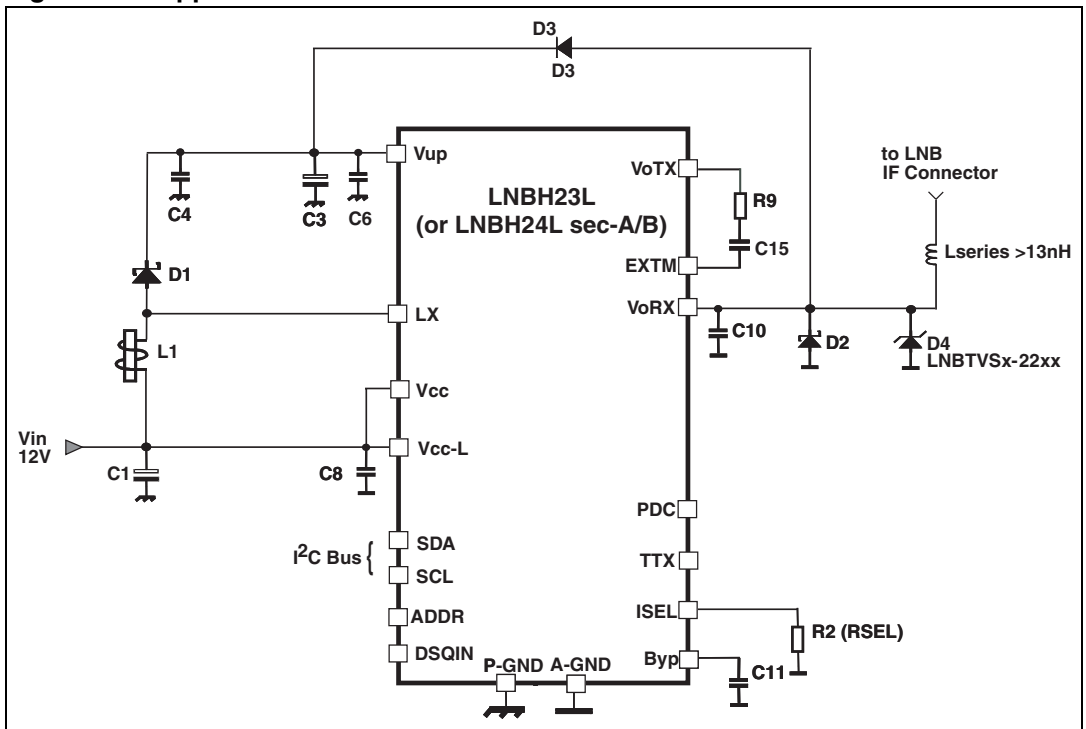 D3
D3
Vup
VoTX
LNBH23L
(or LNBH24L sec-A/B)
to LNB
IF Connector
C4
C3
C6
R9
C15
EXTM
Lseries >13nH
D1
LX
VoRX
C10
D2
D4
LNBTVSx-22xx
L1
Vcc
Vin
12V
Vcc-L
C1
C8
PDC
I²C Bus {
SDA
TTX
SCL
ISEL
ADDR
R2 (RSEL)
DSQIN
P-GND
A-GND
Byp
C11